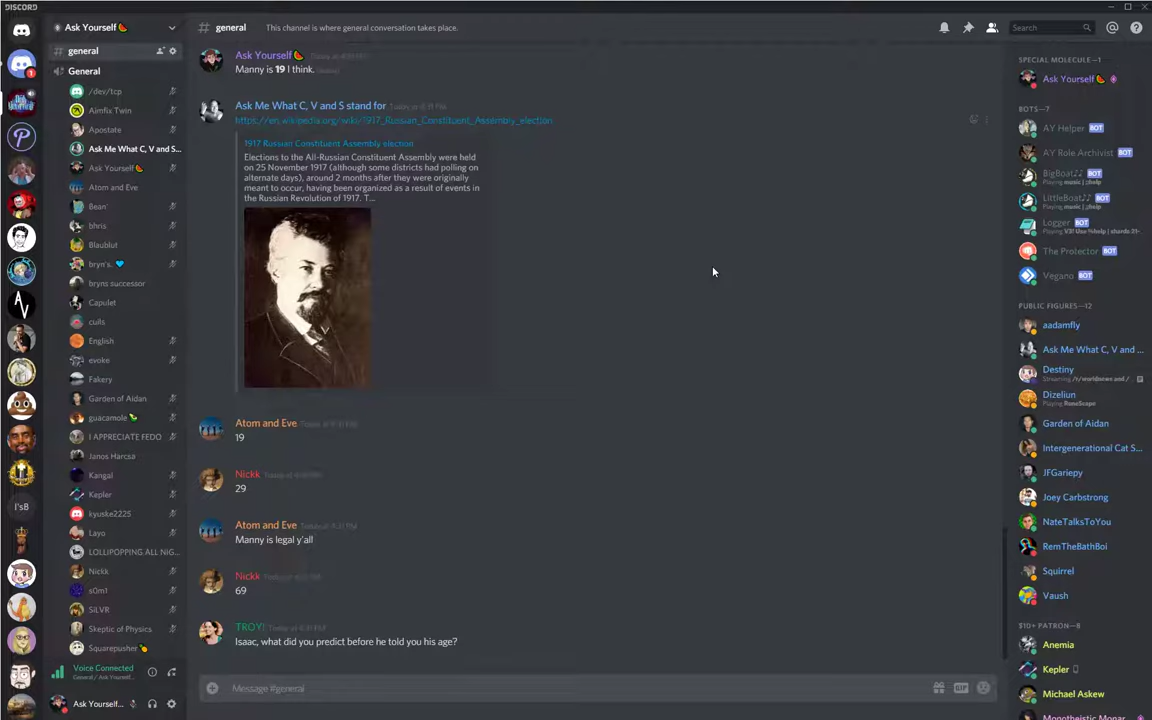 DISCORD
Ask Yourself🍉
general
General
/dev/tcp
Aimfix Twin
Apostate
Ask Me What C, V and S...
Ask Yourself🍉
Atom and Eve
Bean
bhris
Blaublut
bryn's. 💙
bryns successor
Capulet
culls
English
evoke
Fakery
Garden of Aidan
guacamole
I APPRECIATE FEDO
Janos Harcsa
Kangal
Kepler
kyuske2225
Layo
LOLLIPOPPING ALL NIG...
Nickk
s0m1
SiLVR
Skeptic of Physics
Squarepusher🍋
Voice Connected
General / Ask Yourself...
Ask Yourself...
I'sB
# general
This channel is where general conversation takes place.
Search
Ask Yourself🍉
Manny is 19 I think.
Ask Me What C, V and S stand for
https://en.wikipedia.org/wiki/1917_Russian_Constituent_Assembly_election
1917 Russian Constituent Assembly election
Elections to the All-Russian Constituent Assembly were held
on 25 November 1917 (although some districts had polling on
alternate days), around 2 months after they were originally
meant to occur, having been organized as a result of events in
the Russian Revolution of 1917. T...
Atom and Eve
19
Nickk
29
Atom and Eve
Manny is legal y'all
Nickk
69
TROY!
Isaac, what did you predict before he told you his age?
Message #general
GIF
SPECIAL MOLECULE—1
Ask Yourself🍉
BOTS—7
AY Helper BOT
AY Role Archivist BOT
BigBoat♪♪ BOT
Playing music | ;;help
LittleBoat♪♪ BOT
Playing music | ;;help
Logger BOT
The Protector BOT
Vegano BOT
PUBLIC FIGURES—12
aadamfly
Ask Me What C, V and ...
Destiny
Dizeliun
Playing RuneScape
Garden of Aidan
Intergenerational Cat S...
JFGariepy
Joey Carbstrong
NateTalksToYou
RemTheBathBoi
Squirrel
Vaush
$10+ PATRON—8
Anemia
Kepler
Michael Askew
Monotheistic Monar...